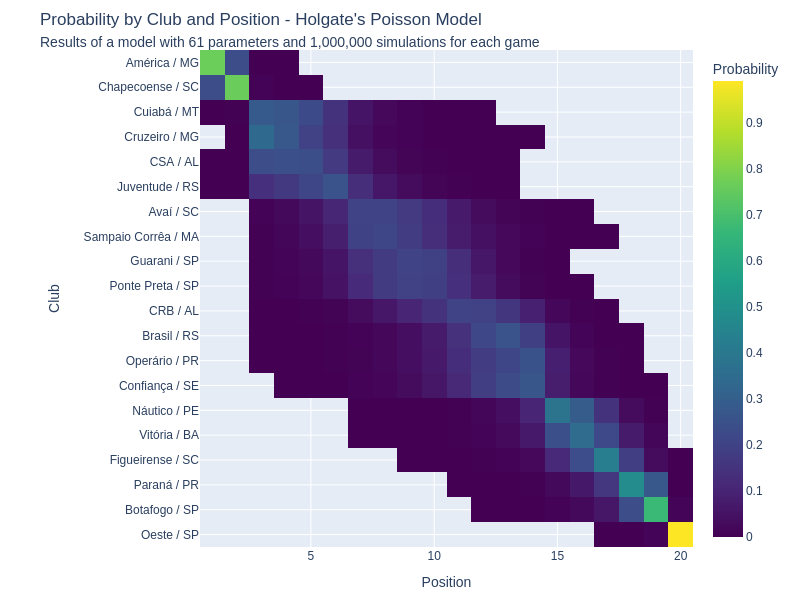 Probability by Club and Position - Holgate's Poisson Model
Results of a model with 61 parameters and 1,000,000 simulations for each game
Probability
América / MG
Chapecoense / SC
Cuiabá / MT
Cruzeiro / MG
CSA / AL
Juventude / RS
Avaí / SC
Sampaio Corrêa / MA
Guarani / SP
Ponte Preta / SP
CRB / AL
Brasil / RS
Operário / PR
Confiança / SE
Náutico / PE
Vitória / BA
Figueirense / SC
Paraná / PR
Botafogo / SP
Oeste / SP
Club
5
10
15
20
Position
0.9
0.8
0.7
0.6
0.5
0.4
0.3
0.2
0.1
0